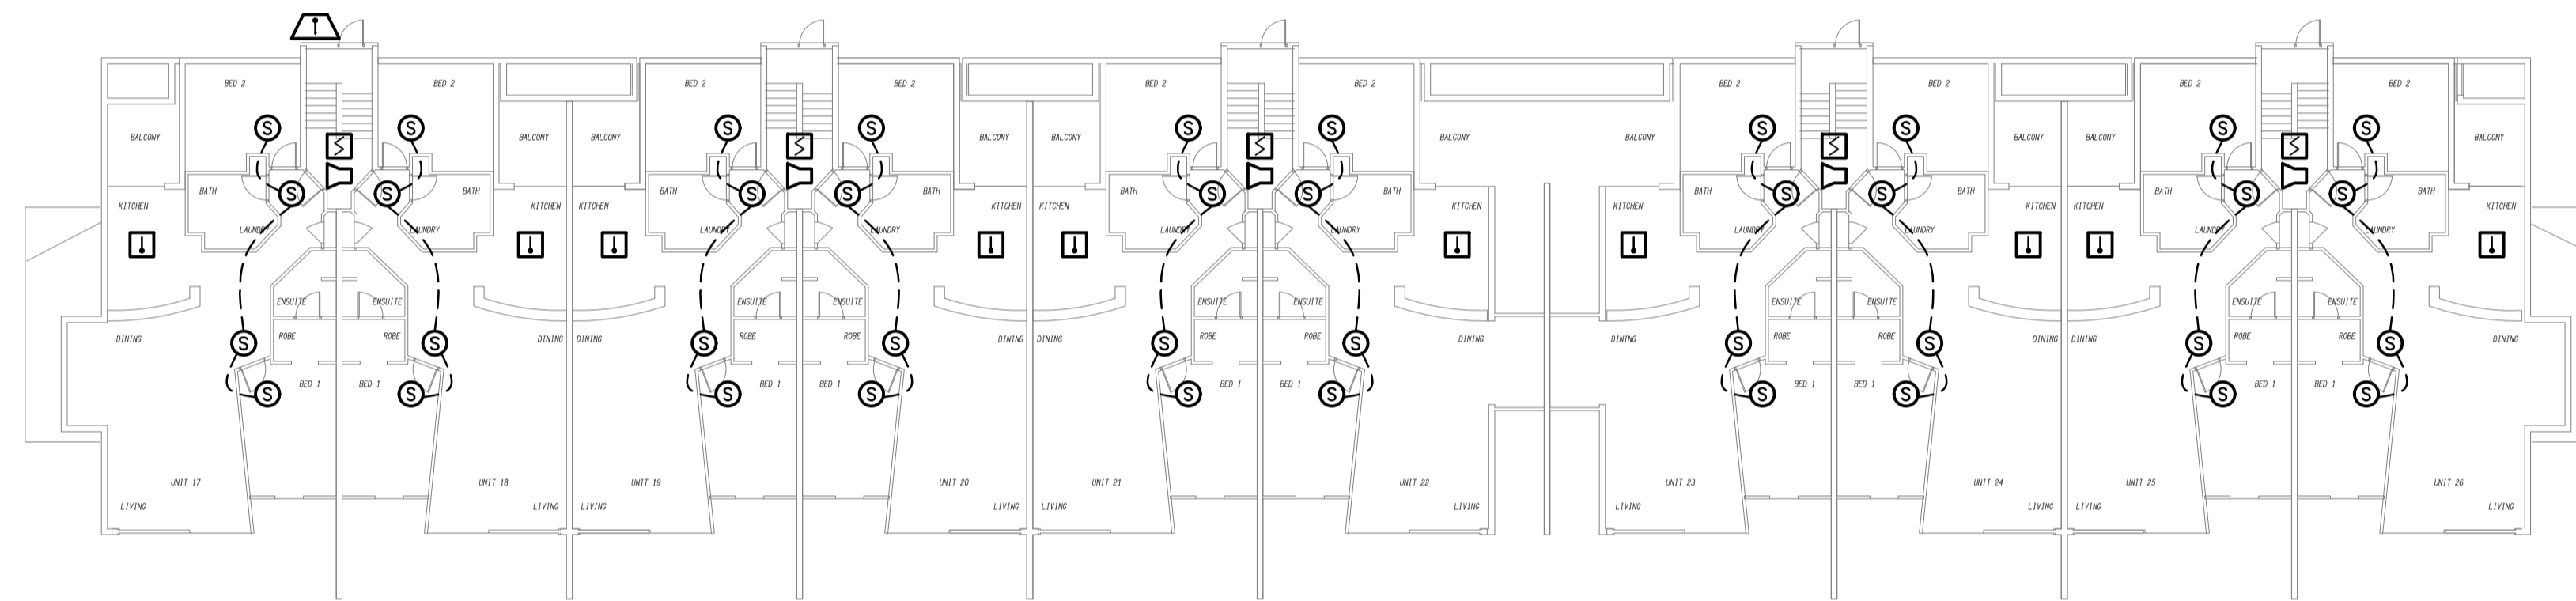 BED 2 BED 2 BED 2 BED 2 BED 2 BED 2 BED 2 BED 2 BED 2 BED 2
S S S S S S S S S S
BALCONY BALCONY BALCONY BALCONY BALCONY BALCONY BALCONY BALCONY BALCONY BALCONY
BATH BATH BATH BATH BATH BATH BATH BATH BATH BATH
S S S S S S S S S S
KITCHEN KITCHEN KITCHEN KITCHEN KITCHEN KITCHEN KITCHEN KITCHEN KITCHEN KITCHEN
LAUNDRY LAUNDRY LAUNDRY LAUNDRY LAUNDRY LAUNDRY LAUNDRY LAUNDRY LAUNDRY LAUNDRY
ENSUITE ENSUITE ENSUITE ENSUITE ENSUITE ENSUITE ENSUITE ENSUITE ENSUITE ENSUITE
ROBE ROBE ROBE ROBE ROBE ROBE ROBE ROBE ROBE ROBE
DINING DINING DINING DINING DINING DINING DINING DINING DINING DINING
S S S S S S S S S S
BED 1 BED 1 BED 1 BED 1 BED 1 BED 1 BED 1 BED 1 BED 1 BED 1
S S S S S S S S S S
UNIT 17 UNIT 18 UNIT 19 UNIT 20 UNIT 21 UNIT 22 UNIT 23 UNIT 24 UNIT 25 UNIT 26
LIVING LIVING LIVING LIVING LIVING LIVING LIVING LIVING LIVING LIVING